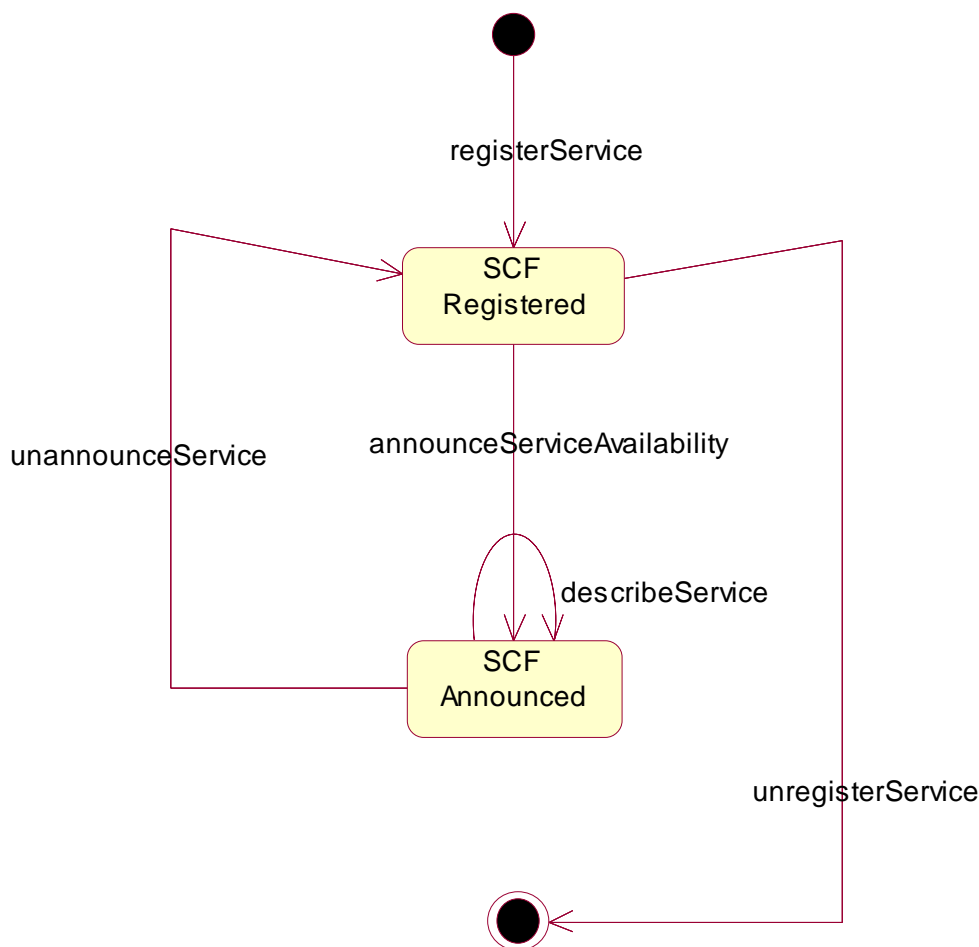 registerService
SCF
Registered
announceServiceAvailability
unannounceService
describeService
SCF
Announced
unregisterService